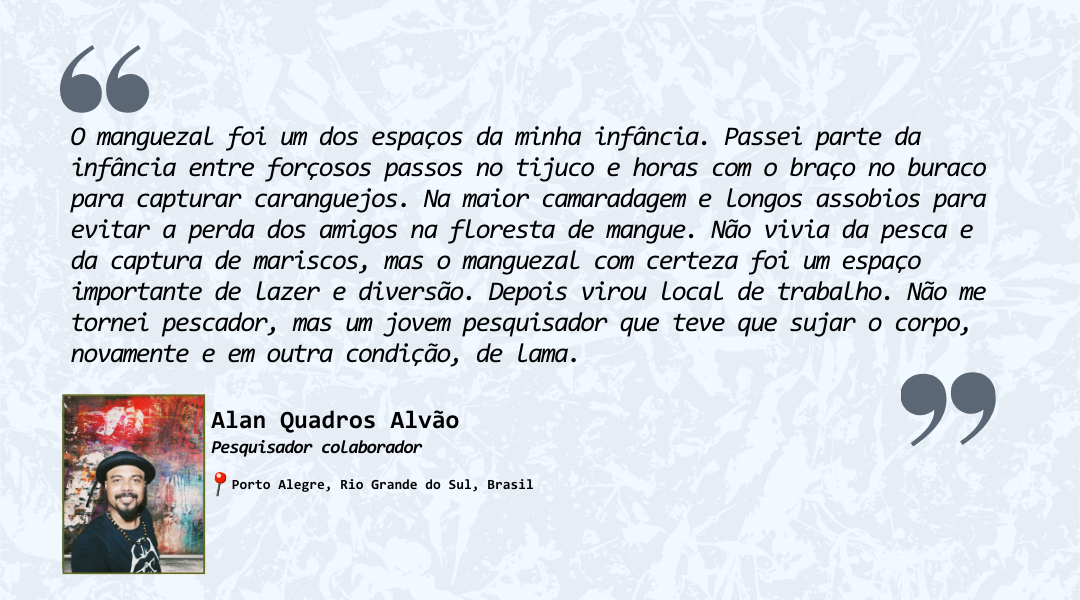 O manguezal foi um dos espaços da minha infância. Passei parte da
infância entre forçosos passos no tijuco e horas com o braço no buraco
para capturar caranguejos. Na maior camaradagem e longos assobios para
evitar a perda dos amigos na floresta de mangue. Não vivia da pesca e
da captura de mariscos, mas o manguezal com certeza foi um espaço
importante de lazer e diversão. Depois virou local de trabalho. Não me
tornei pescador, mas um jovem pesquisador que teve que sujar o corpo,
novamente e em outra condição, de lama.
Alan Quadros Alvão
Pesquisador colaborador
Porto Alegre, Rio Grande do Sul, Brasil